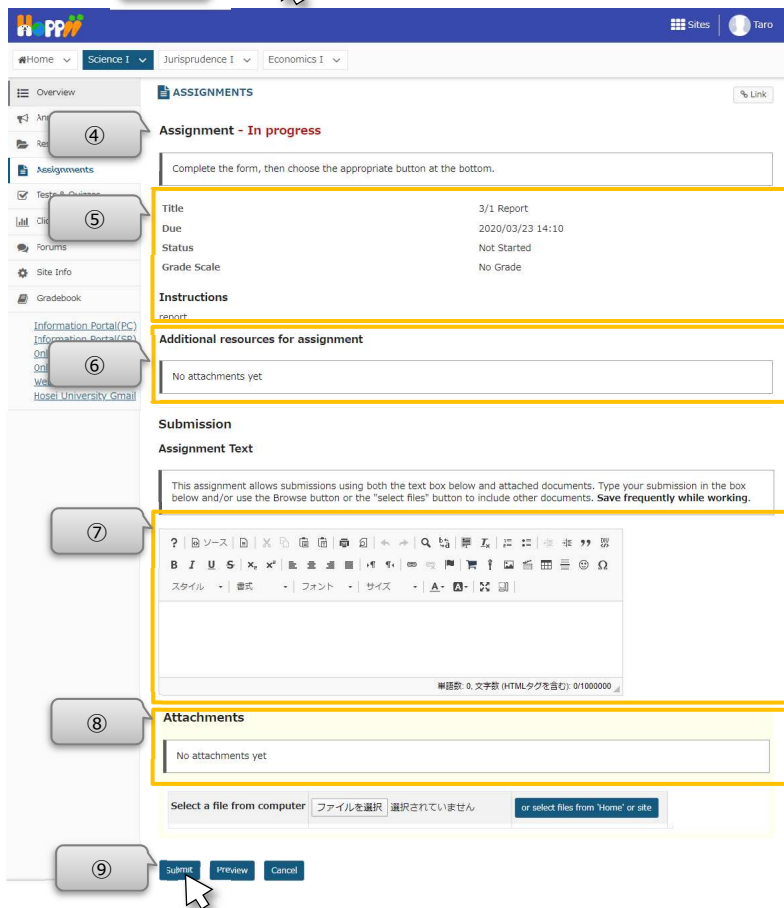 HOPPii
Sites Taro
Home Science I Jurisprudence I Economics I
Overview
ASSIGNMENTS
Link
④
Assignment - In progress
Assignments
Complete the form, then choose the appropriate button at the bottom.
Tests & Quizzes
⑤
Title 3/1 Report
Due 2020/03/23 14:10
Forums
Status Not Started
Site Info
Grade Scale No Grade
Gradebook
Instructions
report
Information Portal(PC)
Information Portal(SP)
⑥
Additional resources for assignment
No attachments yet
Hosei University Gmail
Submission
Assignment Text
This assignment allows submissions using both the text box below and attached documents. Type your submission in the box
below and/or use the Browse button or the "select files" button to include other documents. Save frequently while working.
⑦
? ソース
B I U S x₂ x² Ω
スタイル 書式 フォント サイズ A A
単語数: 0, 文字数 (HTMLタグを含む): 0/1000000
⑧
Attachments
No attachments yet
Select a file from computer ファイルを選択 選択されていません or select files from 'Home' or site
⑨
Submit Preview Cancel